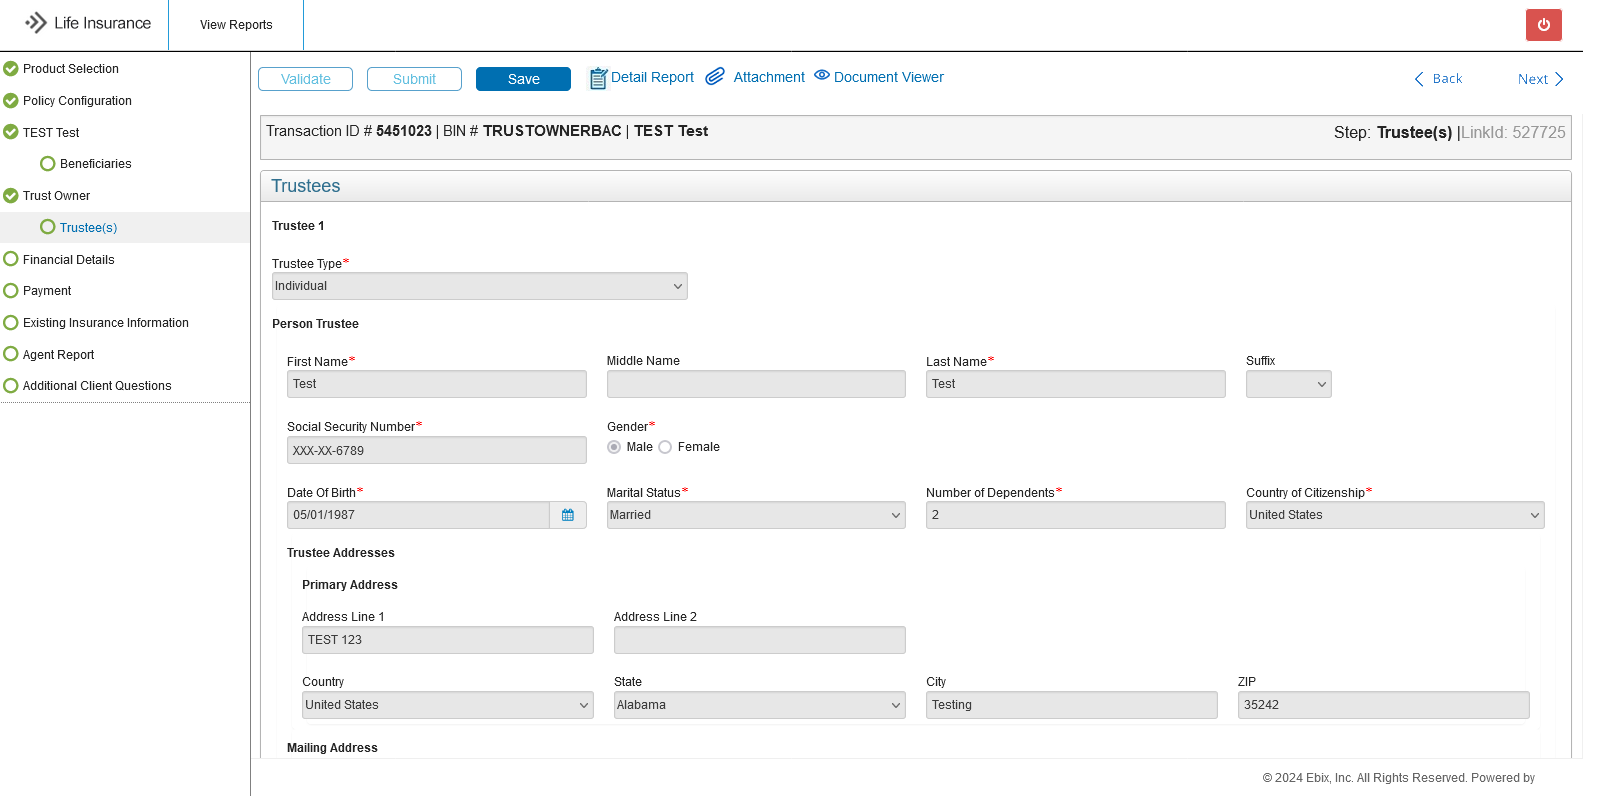 Life Insurance
View Reports
Product Selection
Policy Configuration
TEST Test
Beneficiaries
Trust Owner
Trustee(s)
Financial Details
Payment
Existing Insurance Information
Agent Report
Additional Client Questions
Validate
Submit
Save
Detail Report
Attachment
Document Viewer
Back
Next
Transaction ID # 5451023 | BIN # TRUSTOWNERBAC | TEST Test
Step: Trustee(s) |LinkId: 527725
Trustees
Trustee 1
Trustee Type*
Individual
Person Trustee
First Name*
Middle Name
Last Name*
Suffix
Test
Test
Social Security Number*
Gender*
XXX-XX-6789
Male
Female
Date Of Birth*
Marital Status*
Number of Dependents*
Country of Citizenship*
05/01/1987
Married
2
United States
Trustee Addresses
Primary Address
Address Line 1
Address Line 2
TEST 123
Country
State
City
ZIP
United States
Alabama
Testing
35242
Mailing Address
© 2024 Ebix, Inc. All Rights Reserved. Powered by